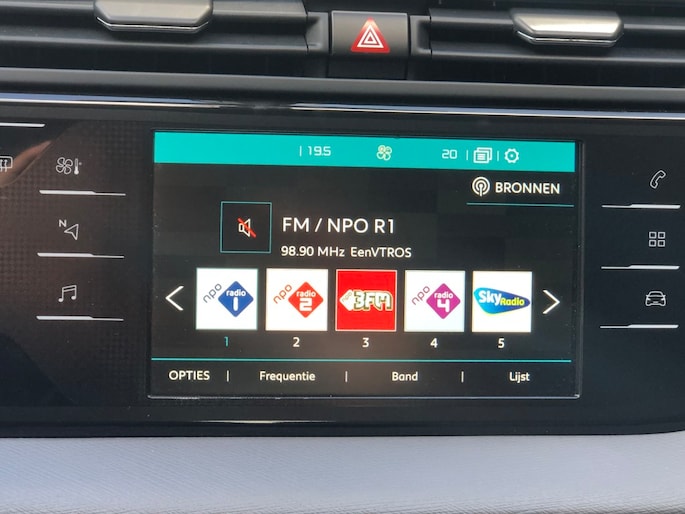 | 19.5 20 | |
BRONNEN
N
FM / NPO R1
98.90 MHz EenVTROS
npo radio 1 npo radio 2 3FM npo radio 4 Sky Radio
1 2 3 4 5
OPTIES | Frequentie | Band | Lijst